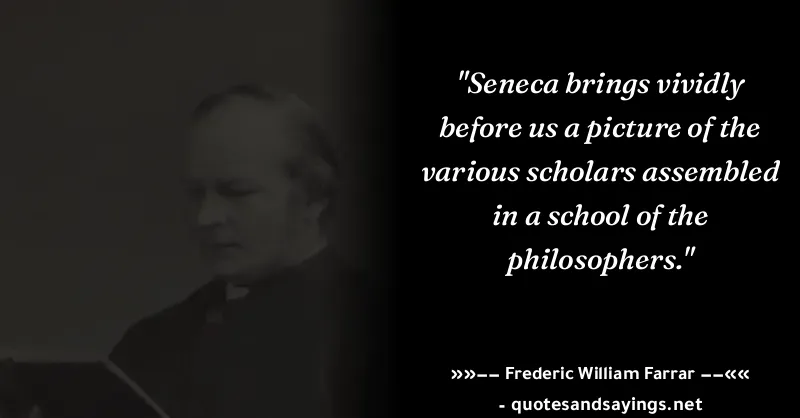 "Seneca brings vividly
before us a picture of the
various scholars assembled
in a school of the
philosophers."
»»–– Frederic William Farrar ––««
- quotesandsayings.net